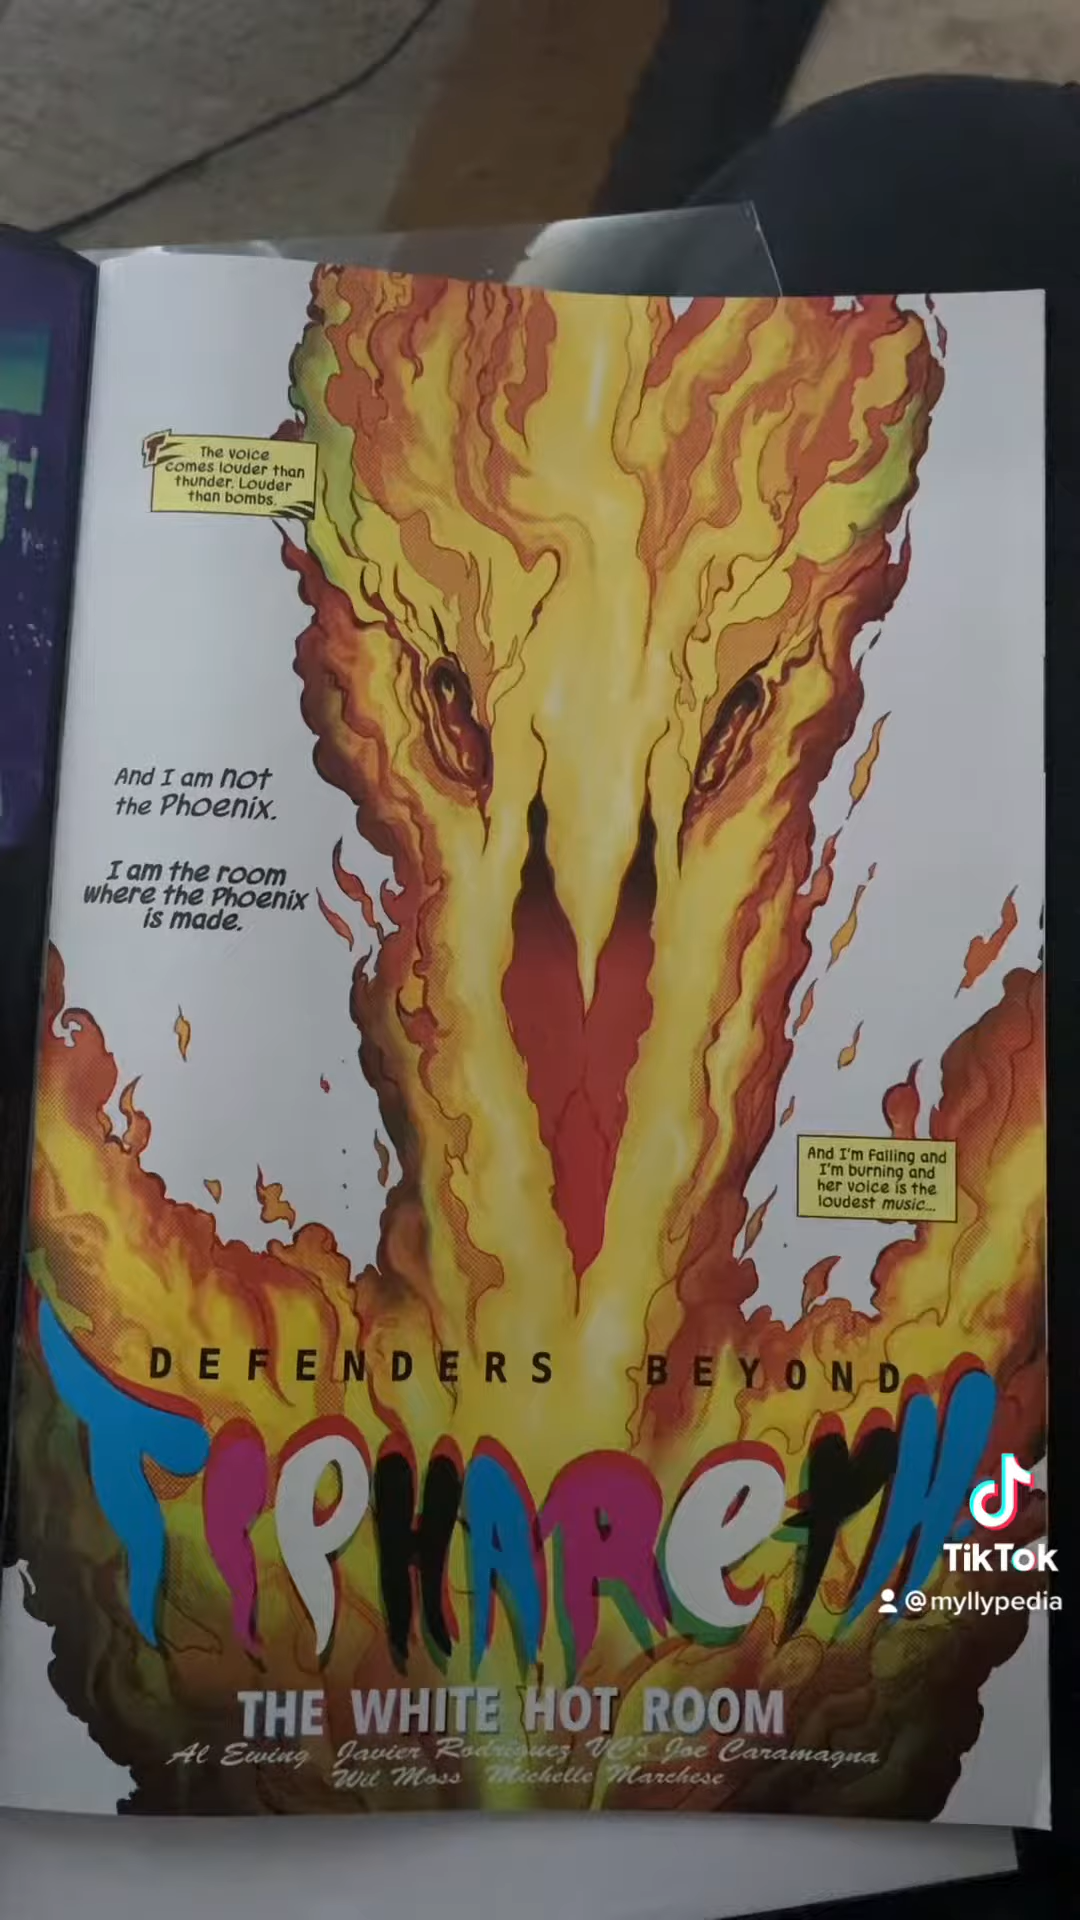 The voice
comes louder than
thunder. Louder
than bombs.
And I am not
the Phoenix.
I am the room
where the Phoenix
is made.
And I'm falling and
I'm burning and
her voice is the
loudest music...
DEFENDERS BEYOND
TIPHARETH
THE WHITE HOT ROOM
Al Ewing Javier Rodriguez VC's Joe Caramagna
Wil Moss Michelle Marchese
TikTok
@myllypedia